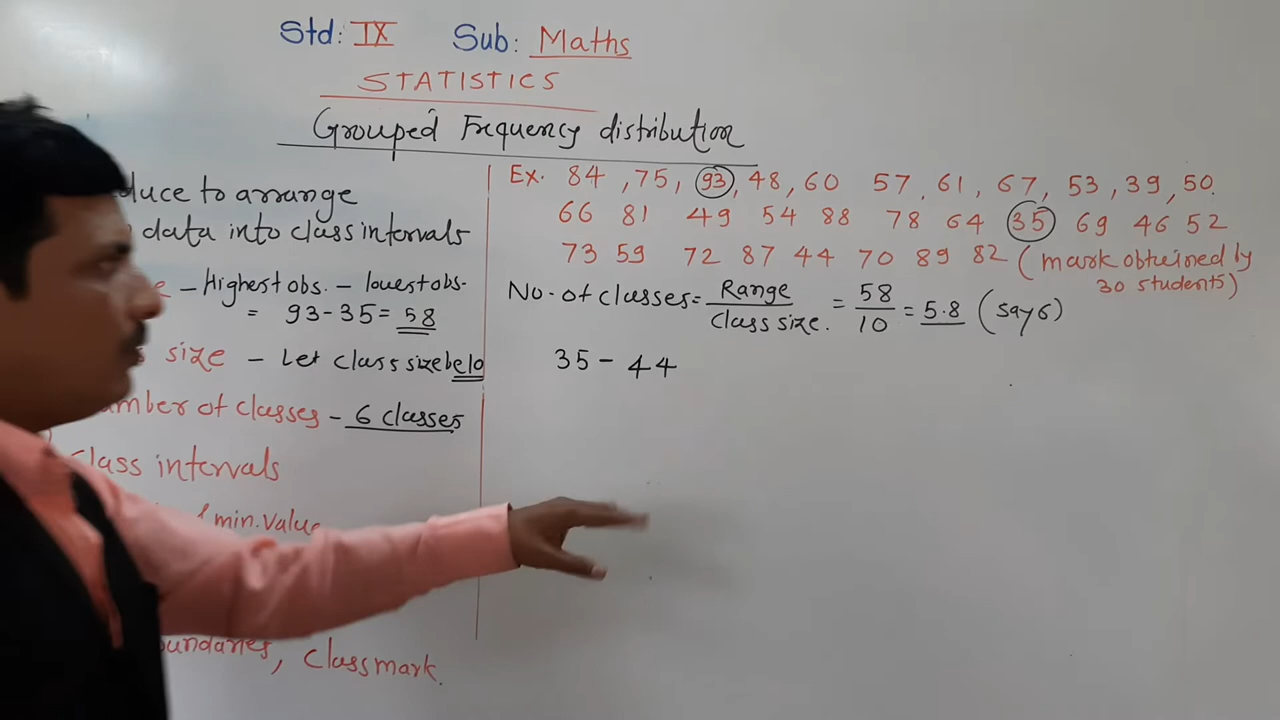 Std: IX Sub: Maths
STATISTICS
Grouped Frequency distribution
duce to arrange
data into class intervals
- Highest obs. - lowest obs-
= 93-35= 58
size - Let class size be 10
umber of classes - 6 classes
Class intervals
min. value
undaries, Classmark.
Ex. 84 , 75, 93, 48, 60 57, 61, 67, 53, 39, 50.
66 81 49 54 88 78 64 35 69 46 52
73 59 72 87 44 70 89 82 (mark obtained by
30 students)
No. of classes = Range / Class size. = 58 / 10 = 5.8 (say 6)
35 - 44